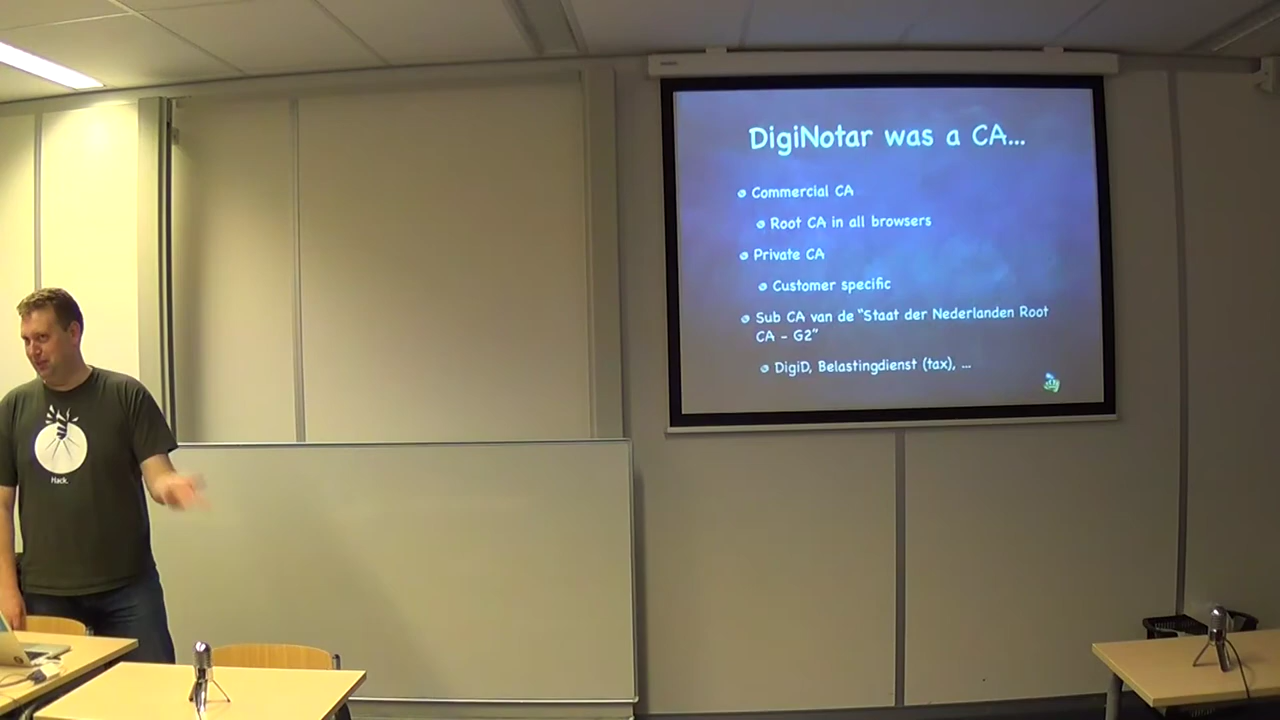 DigiNotar was a CA...
Commercial CA
Root CA in all browsers
Private CA
Customer specific
Sub CA van de "Staat der Nederlanden Root
CA - G2"
DigiD, Belastingdienst (tax), ...
Hack.